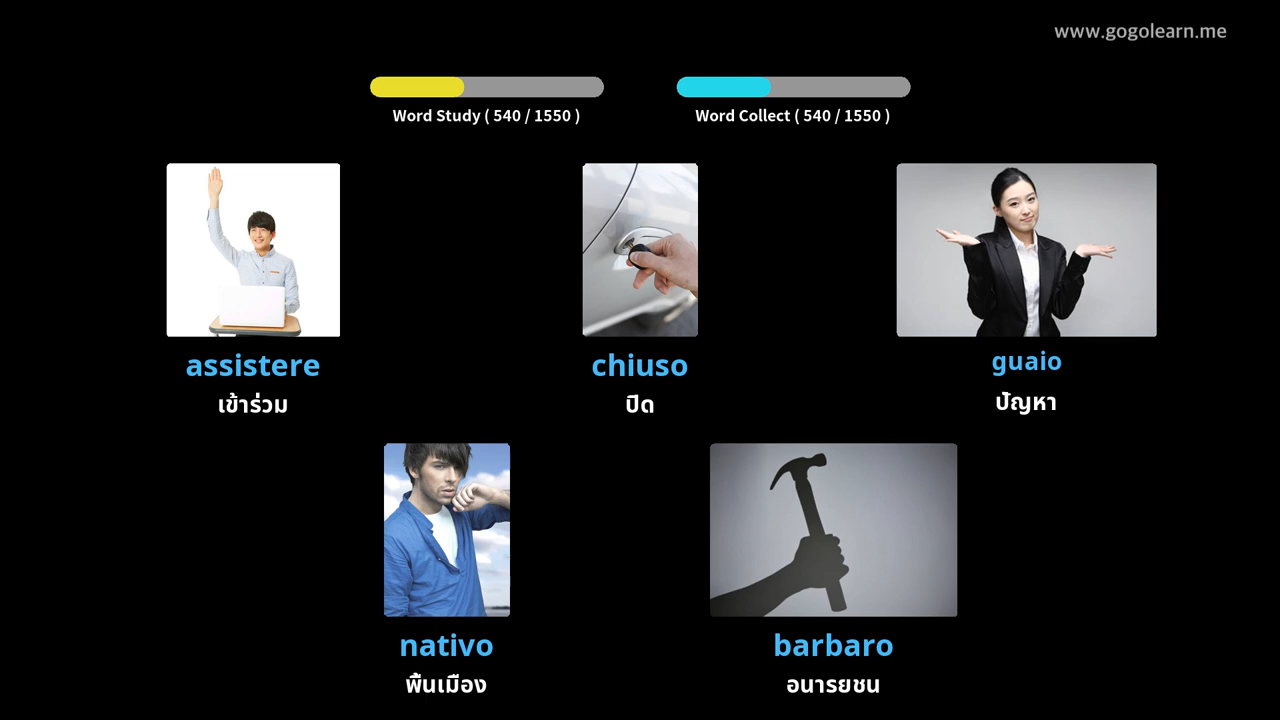 www.gogolearn.me
Word Study ( 540 / 1550 )
Word Collect ( 540 / 1550 )
assistere
เข้าร่วม
chiuso
ปิด
guaio
ปัญหา
nativo
พื้นเมือง
barbaro
อนารยชน